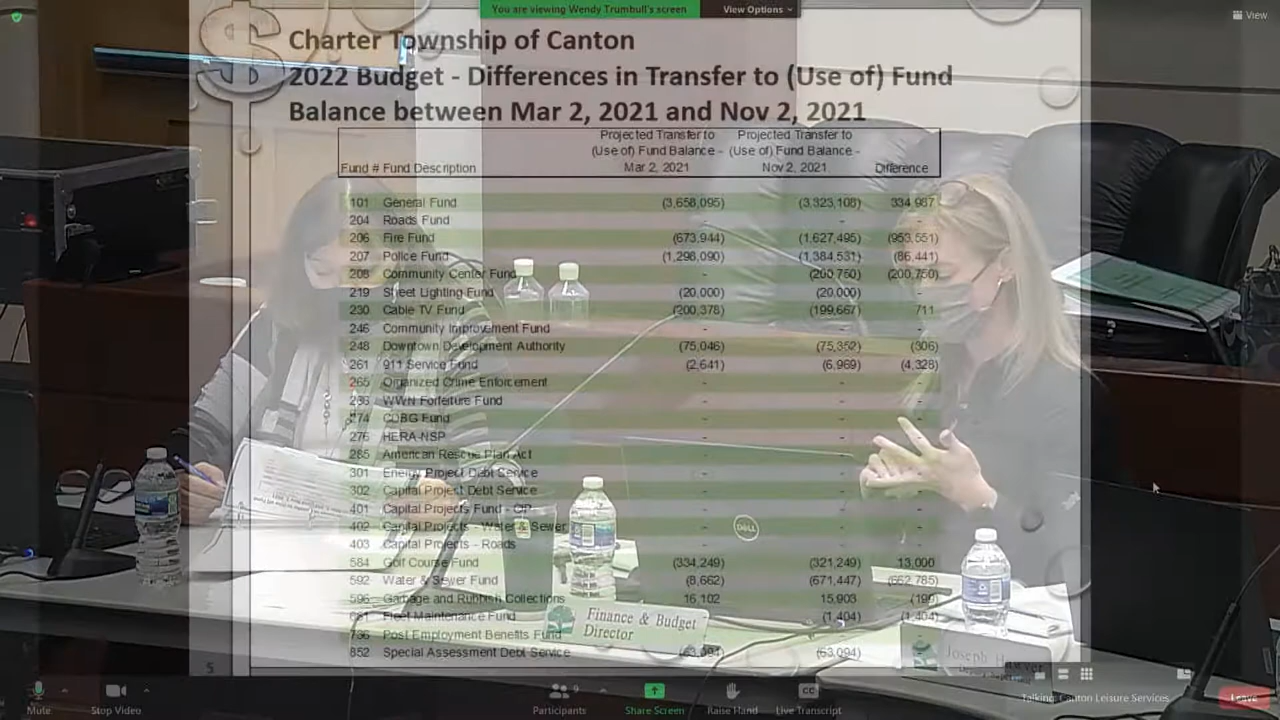 You are viewing Wendy Trumbull's screen View Options
View
Charter Township of Canton
2022 Budget - Differences in Transfer to (Use of) Fund
Balance between Mar 2, 2021 and Nov 2, 2021
Projected Transfer to Projected Transfer to
(Use of) Fund Balance - (Use of) Fund Balance -
Fund # Fund Description Mar 2, 2021 Nov 2, 2021 Difference
101 General Fund (3,658,095) (3,323,108) 334,987
204 Roads Fund - - -
206 Fire Fund (673,944) (1,627,495) (953,551)
207 Police Fund (1,298,090) (1,384,531) (86,441)
208 Community Center Fund - (200,750) (200,750)
219 Street Lighting Fund (20,000) (20,000) -
230 Cable TV Fund (200,378) (199,667) 711
246 Community Improvement Fund - - -
248 Downtown Development Authority (75,046) (75,352) (306)
261 911 Service Fund (2,641) (6,969) (4,328)
265 Organized Crime Enforcement - - -
266 WWN Forfeiture Fund - - -
274 CDBG Fund - - -
276 HERA-NSP - - -
285 American Rescue Plan Act - - -
301 Energy Project Debt Service - - -
302 Capital Project Debt Service - - -
401 Capital Projects Fund - CIP - - -
402 Capital Projects - Water & Sewer - - -
403 Capital Projects - Roads - - -
584 Golf Course Fund (334,249) (321,249) 13,000
592 Water & Sewer Fund (8,662) (671,447) (662,785)
596 Garbage and Rubbish Collections 16,102 15,903 (199)
661 Fleet Maintenance Fund - (1,404) (1,404)
736 Post Employment Benefits Fund - - -
852 Special Assessment Debt Service (63,094) (63,094) -
DELL
Finance & Budget
Director
Joseph
5
Talking: Canton Leisure Services
Mute Stop Video Participants 9 Share Screen Raise Hand CC Live Transcript Leave